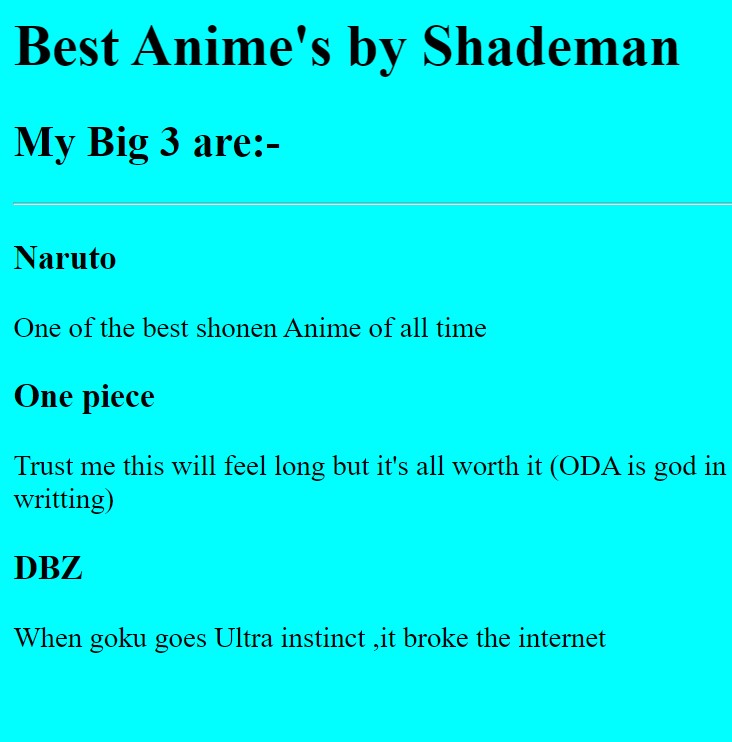 Best Anime's by Shademan
My Big 3 are:-
Naruto
One of the best shonen Anime of all time
One piece
Trust me this will feel long but it's all worth it (ODA is god in
writting)
DBZ
When goku goes Ultra instinct ,it broke the internet